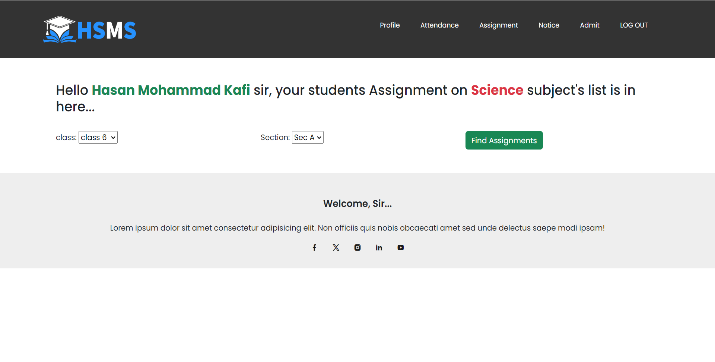 HSMS
Profile Attendance Assignment Notice Admit LOG OUT
Hello Hasan Mohammad Kafi sir, your students Assignment on Science subject's list is in
here...
class: class 6 Section: Sec A Find Assignments
Welcome, Sir...
Lorem ipsum dolor sit amet consectetur adipisicing elit. Non officiis quis nobis obcaecati amet sed unde delectus saepe modi ipsam!